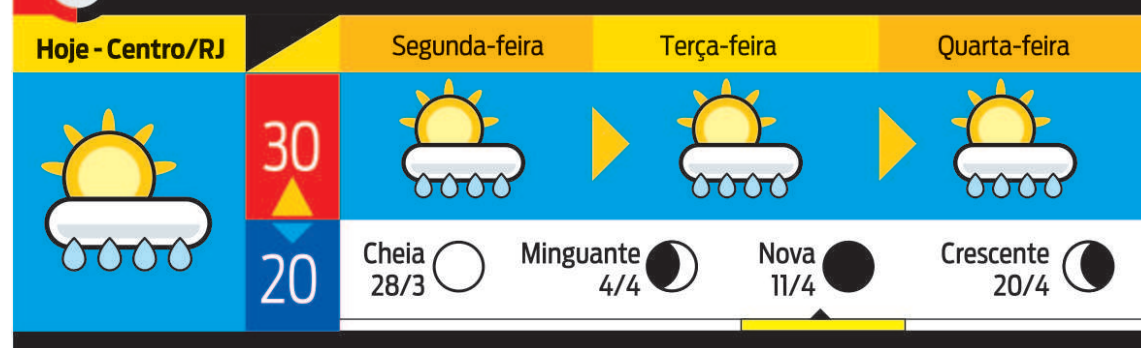 Hoje - Centro/RJ
Segunda-feira
Terça-feira
Quarta-feira
30
20
Cheia
28/3
Minguante
4/4
Nova
11/4
Crescente
20/4